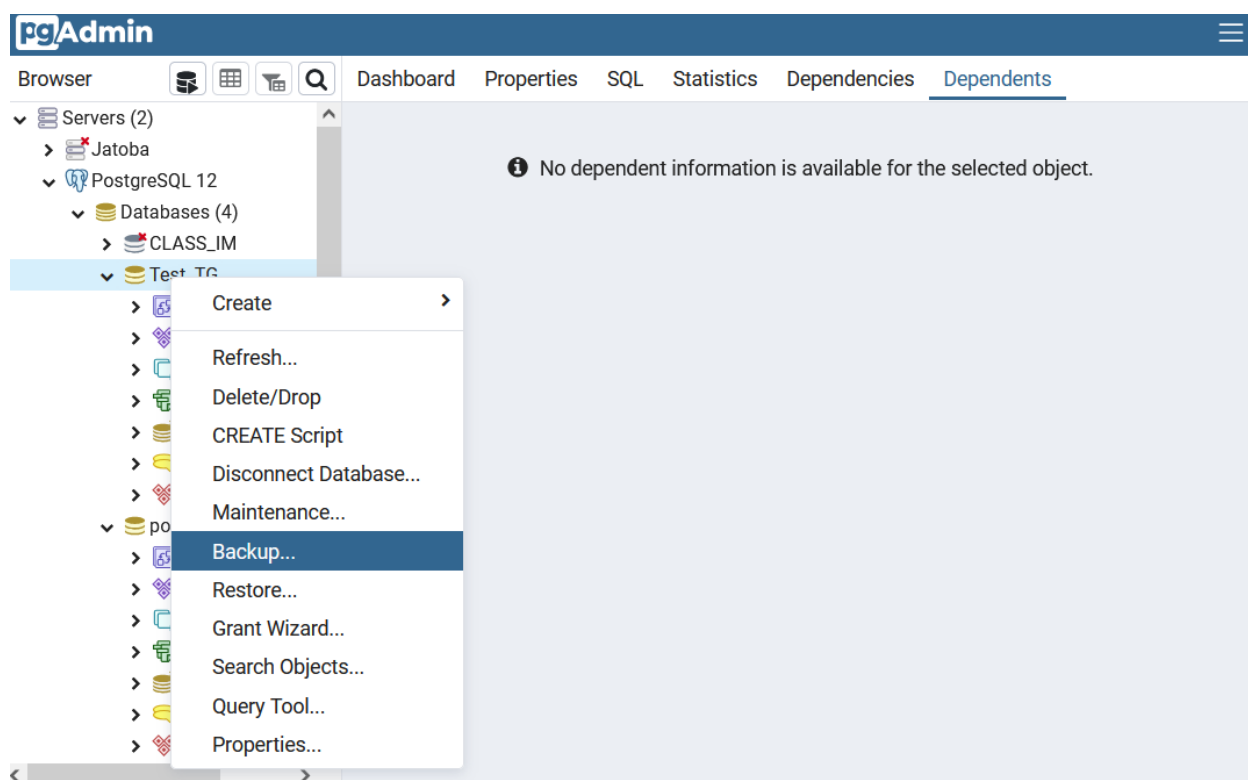 pgAdmin
Browser
Dashboard Properties SQL Statistics Dependencies Dependents
Servers (2)
Jatoba
PostgreSQL 12
Databases (4)
CLASS_IM
Test_TG
po
No dependent information is available for the selected object.
Create
Refresh...
Delete/Drop
CREATE Script
Disconnect Database...
Maintenance...
Backup...
Restore...
Grant Wizard...
Search Objects...
Query Tool...
Properties...